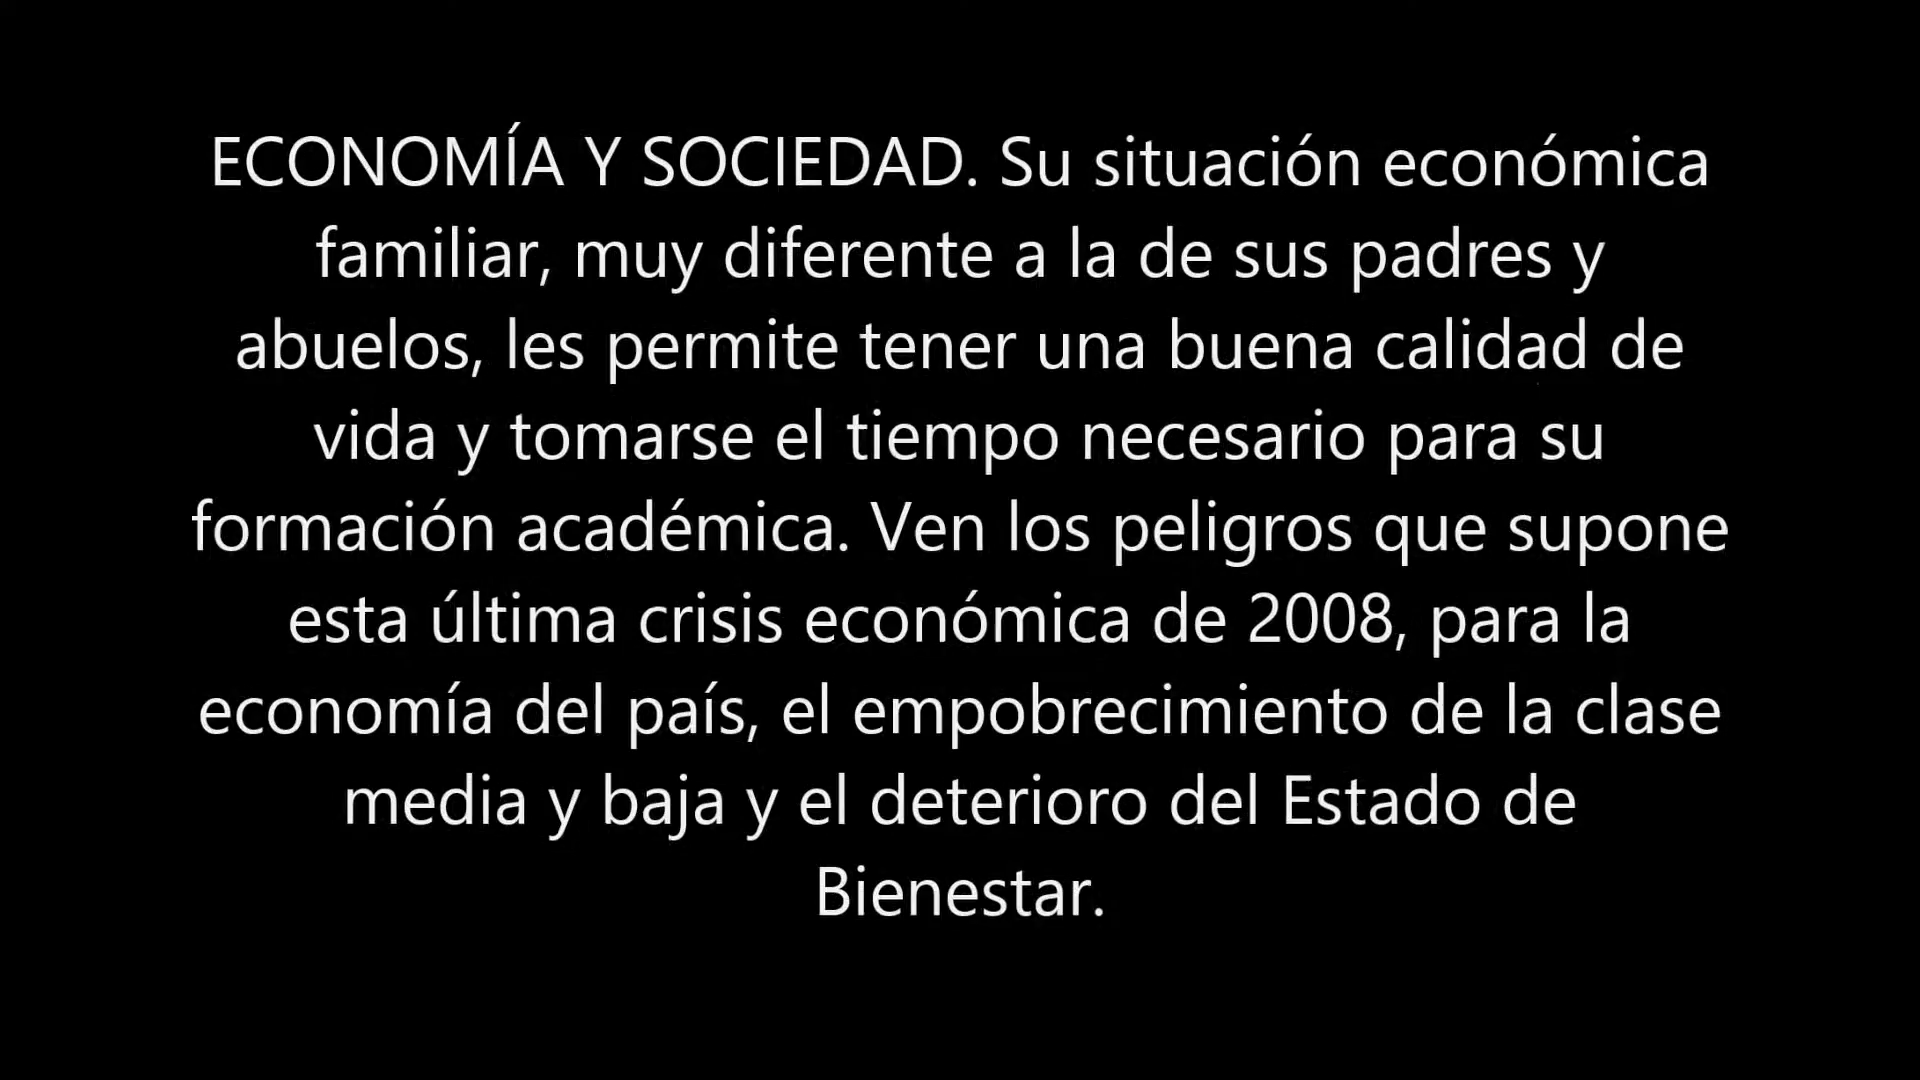 ECONOMÍA Y SOCIEDAD. Su situación económica
familiar, muy diferente a la de sus padres y
abuelos, les permite tener una buena calidad de
vida y tomarse el tiempo necesario para su
formación académica. Ven los peligros que supone
esta última crisis económica de 2008, para la
economía del país, el empobrecimiento de la clase
media y baja y el deterioro del Estado de
Bienestar.